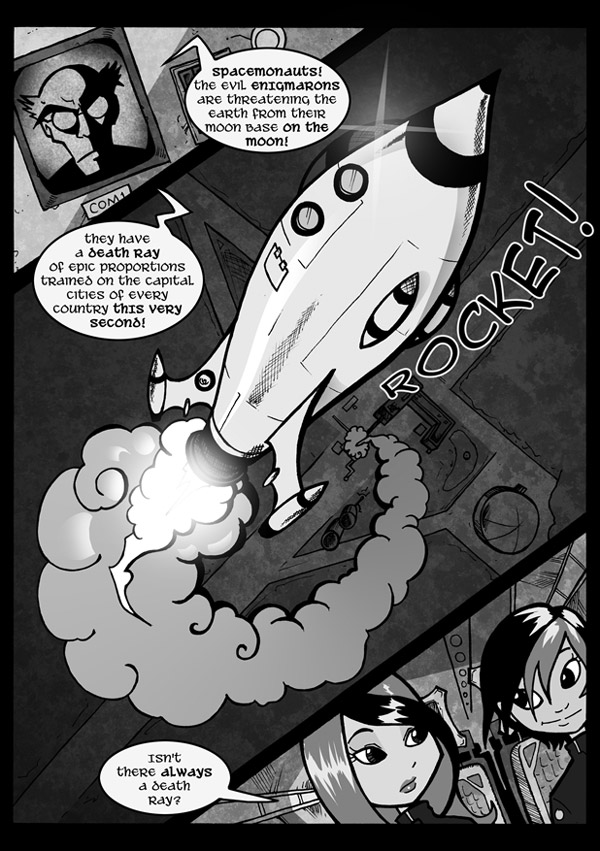 Spacemonauts!
the evil Enigmarons
are threatening the
earth from their
moon base on the
moon!
COM1
they have
a death ray
of epic proportions
trained on the capital
cities of every
country this very
second!
ROCKET!
Isn't
there always
a death
ray?